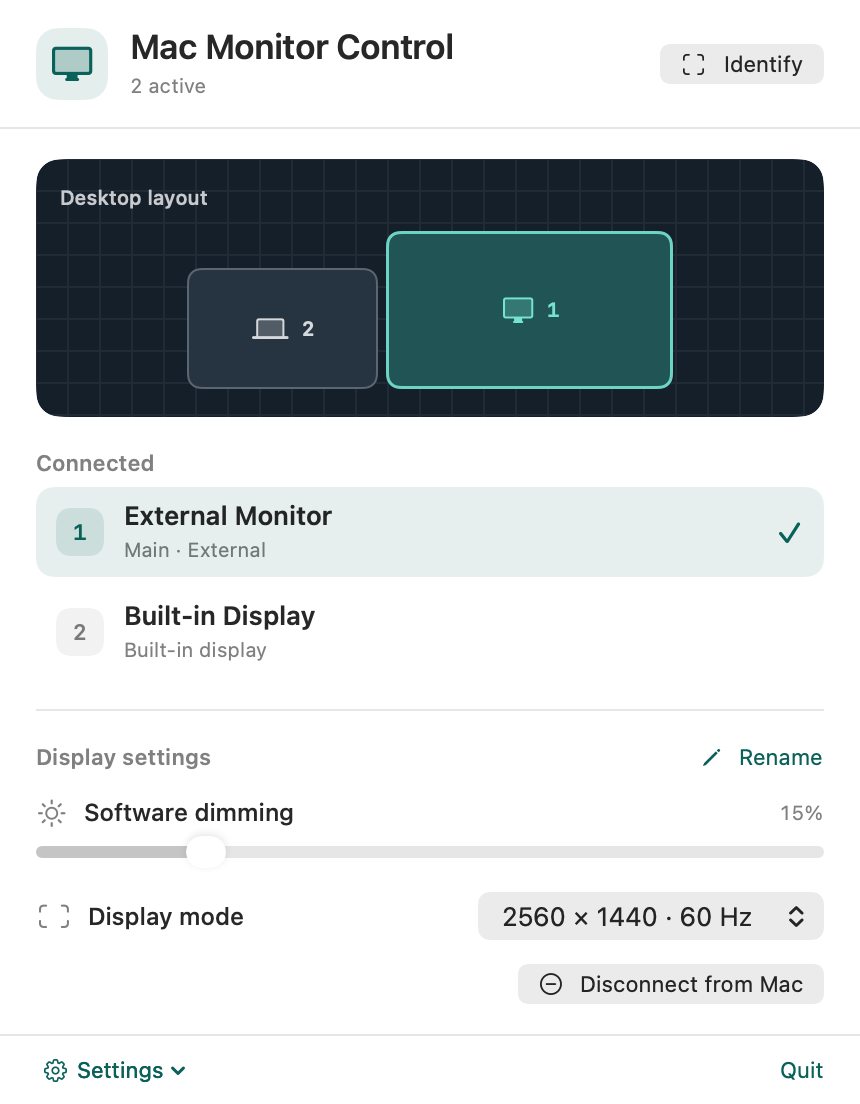 Mac Monitor Control
2 active
Identify
Desktop layout
2
1
Connected
1
External Monitor
Main · External
2
Built-in Display
Built-in display
Display settings
Rename
Software dimming
15%
Display mode
2560 × 1440 · 60 Hz
Disconnect from Mac
Settings
Quit